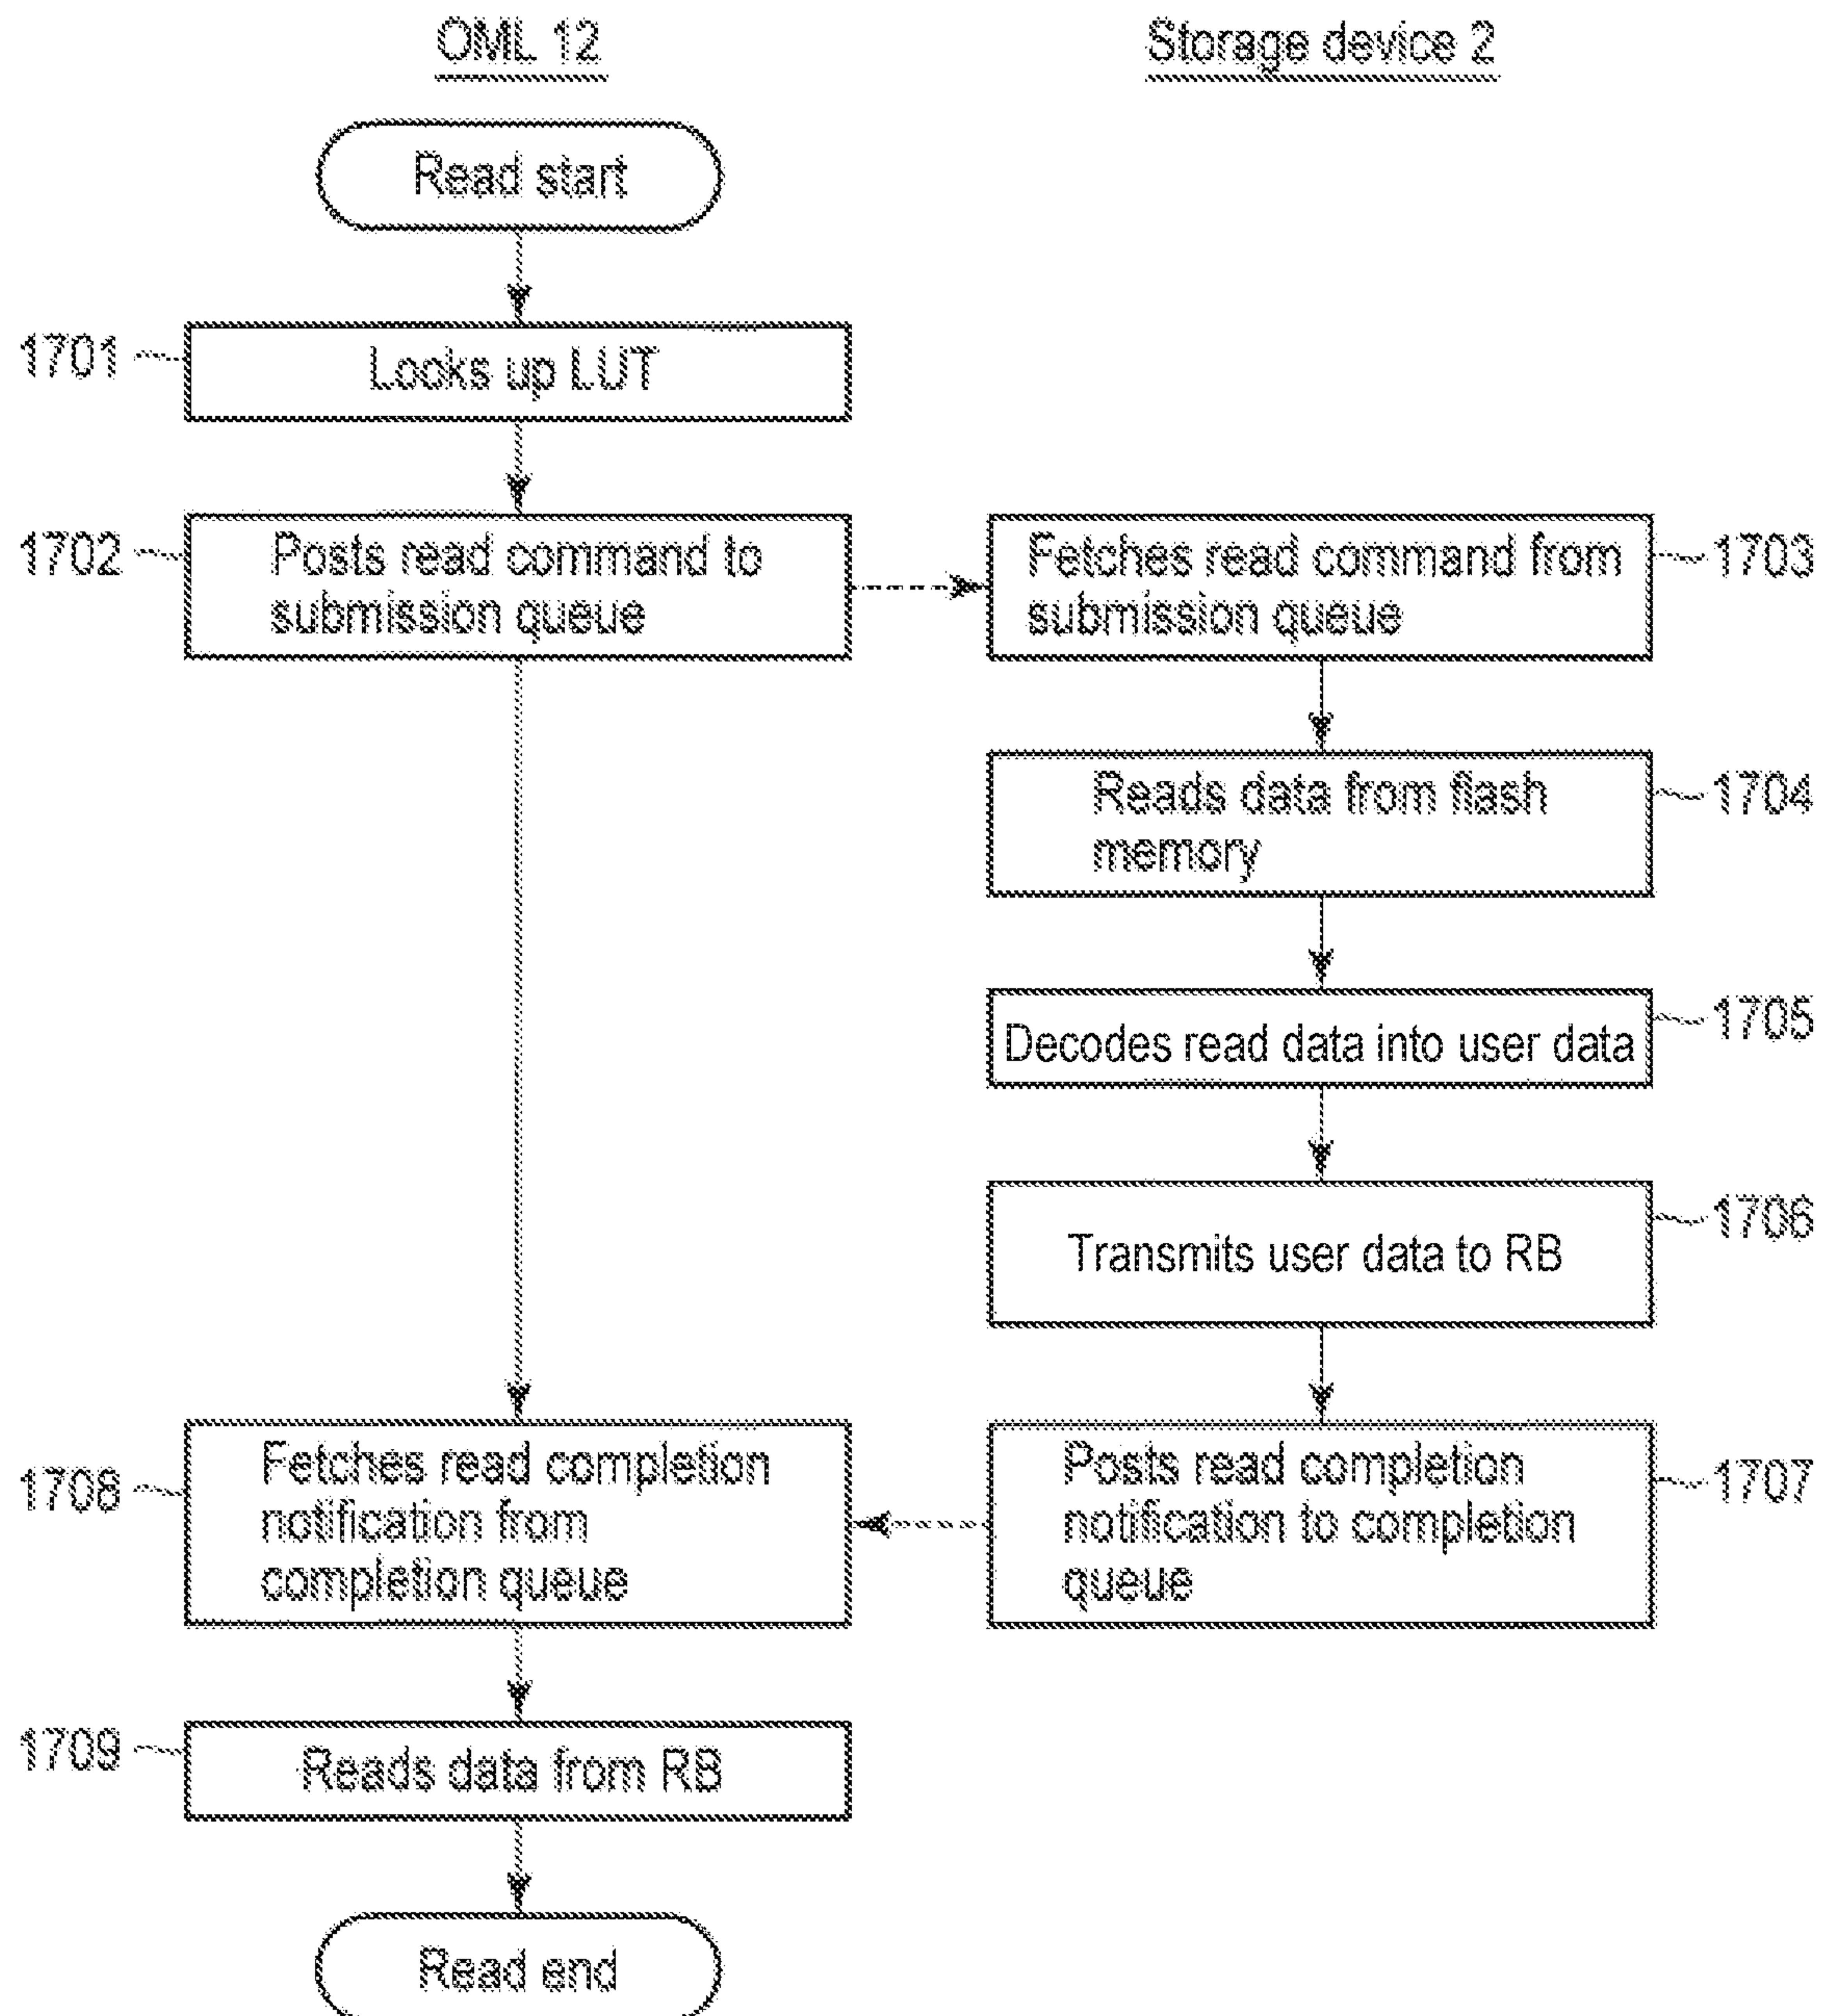 OML 12
Storage device 2
Read start
1701
Looks up LUT
1702
Posts read command to
submission queue
Fetches read command from
submission queue
1703
Reads data from flash
memory
1704
Decodes read data into user data
1705
Transmits user data to RB
1706
1708
Fetches read completion
notification from
completion queue
Posts read completion
notification to completion
queue
1707
1709
Reads data from RB
Read end